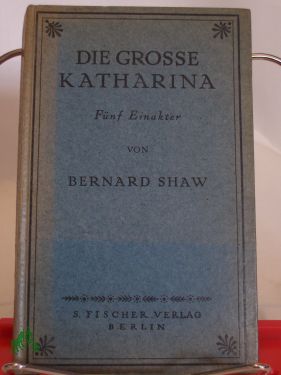 DIE GROSSE
KATHARINA
Fünf Einakter
VON
BERNARD SHAW
S. FISCHER, VERLAG
BERLIN